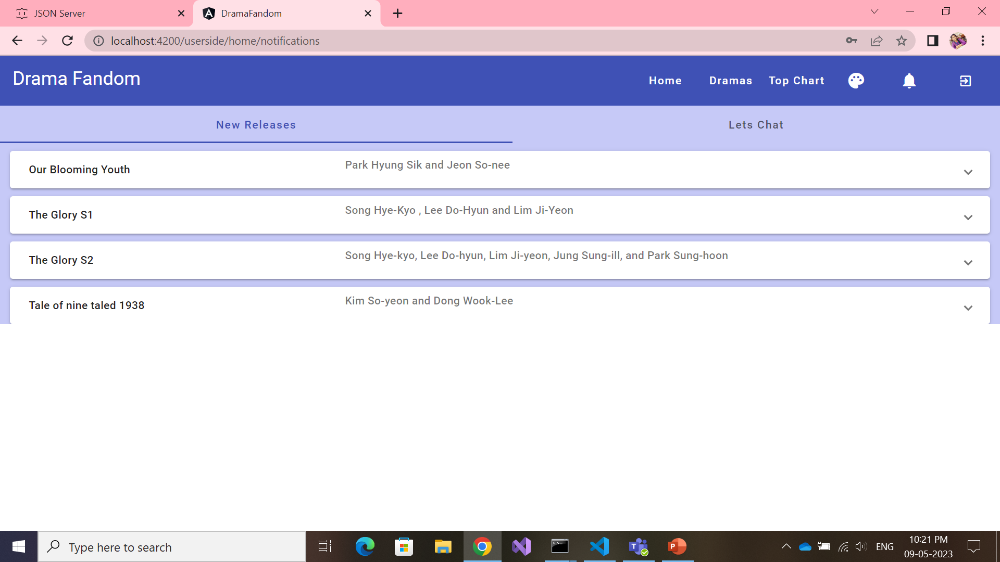 JSON Server
DramaFandom
localhost:4200/userside/home/notifications
Drama Fandom
Home Dramas Top Chart
New Releases Lets Chat
Our Blooming Youth Park Hyung Sik and Jeon So-nee
The Glory S1 Song Hye-Kyo , Lee Do-Hyun and Lim Ji-Yeon
The Glory S2 Song Hye-kyo, Lee Do-hyun, Lim Ji-yeon, Jung Sung-ill, and Park Sung-hoon
Tale of nine taled 1938 Kim So-yeon and Dong Wook-Lee
Type here to search
ENG
10:21 PM
09-05-2023